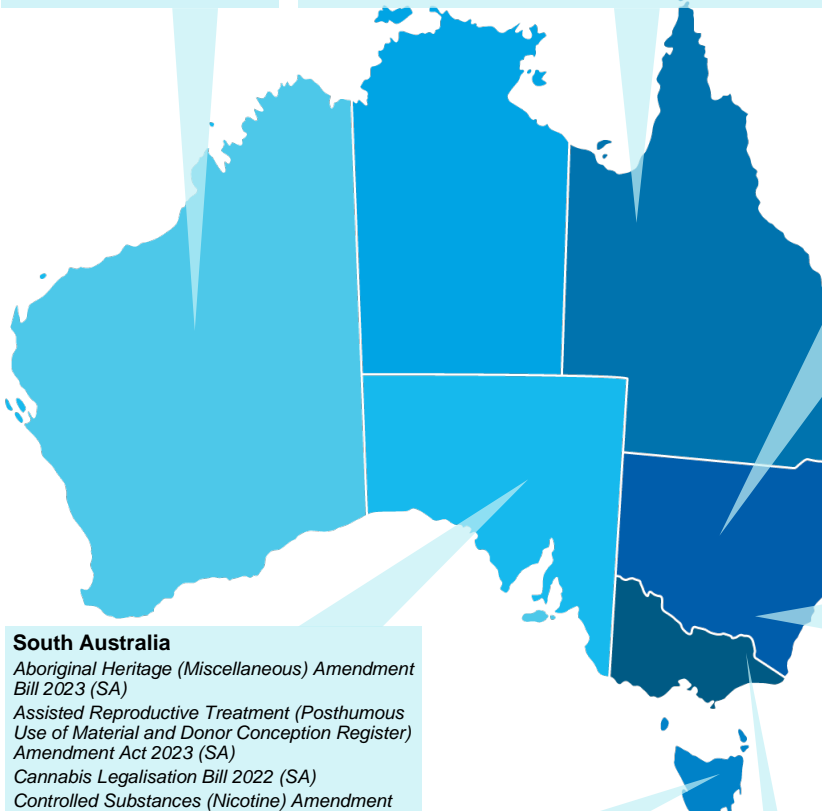 South Australia
Aboriginal Heritage (Miscellaneous) Amendment
Bill 2023 (SA)
Assisted Reproductive Treatment (Posthumous
Use of Material and Donor Conception Register)
Amendment Act 2023 (SA)
Cannabis Legalisation Bill 2022 (SA)
Controlled Substances (Nicotine) Amendment